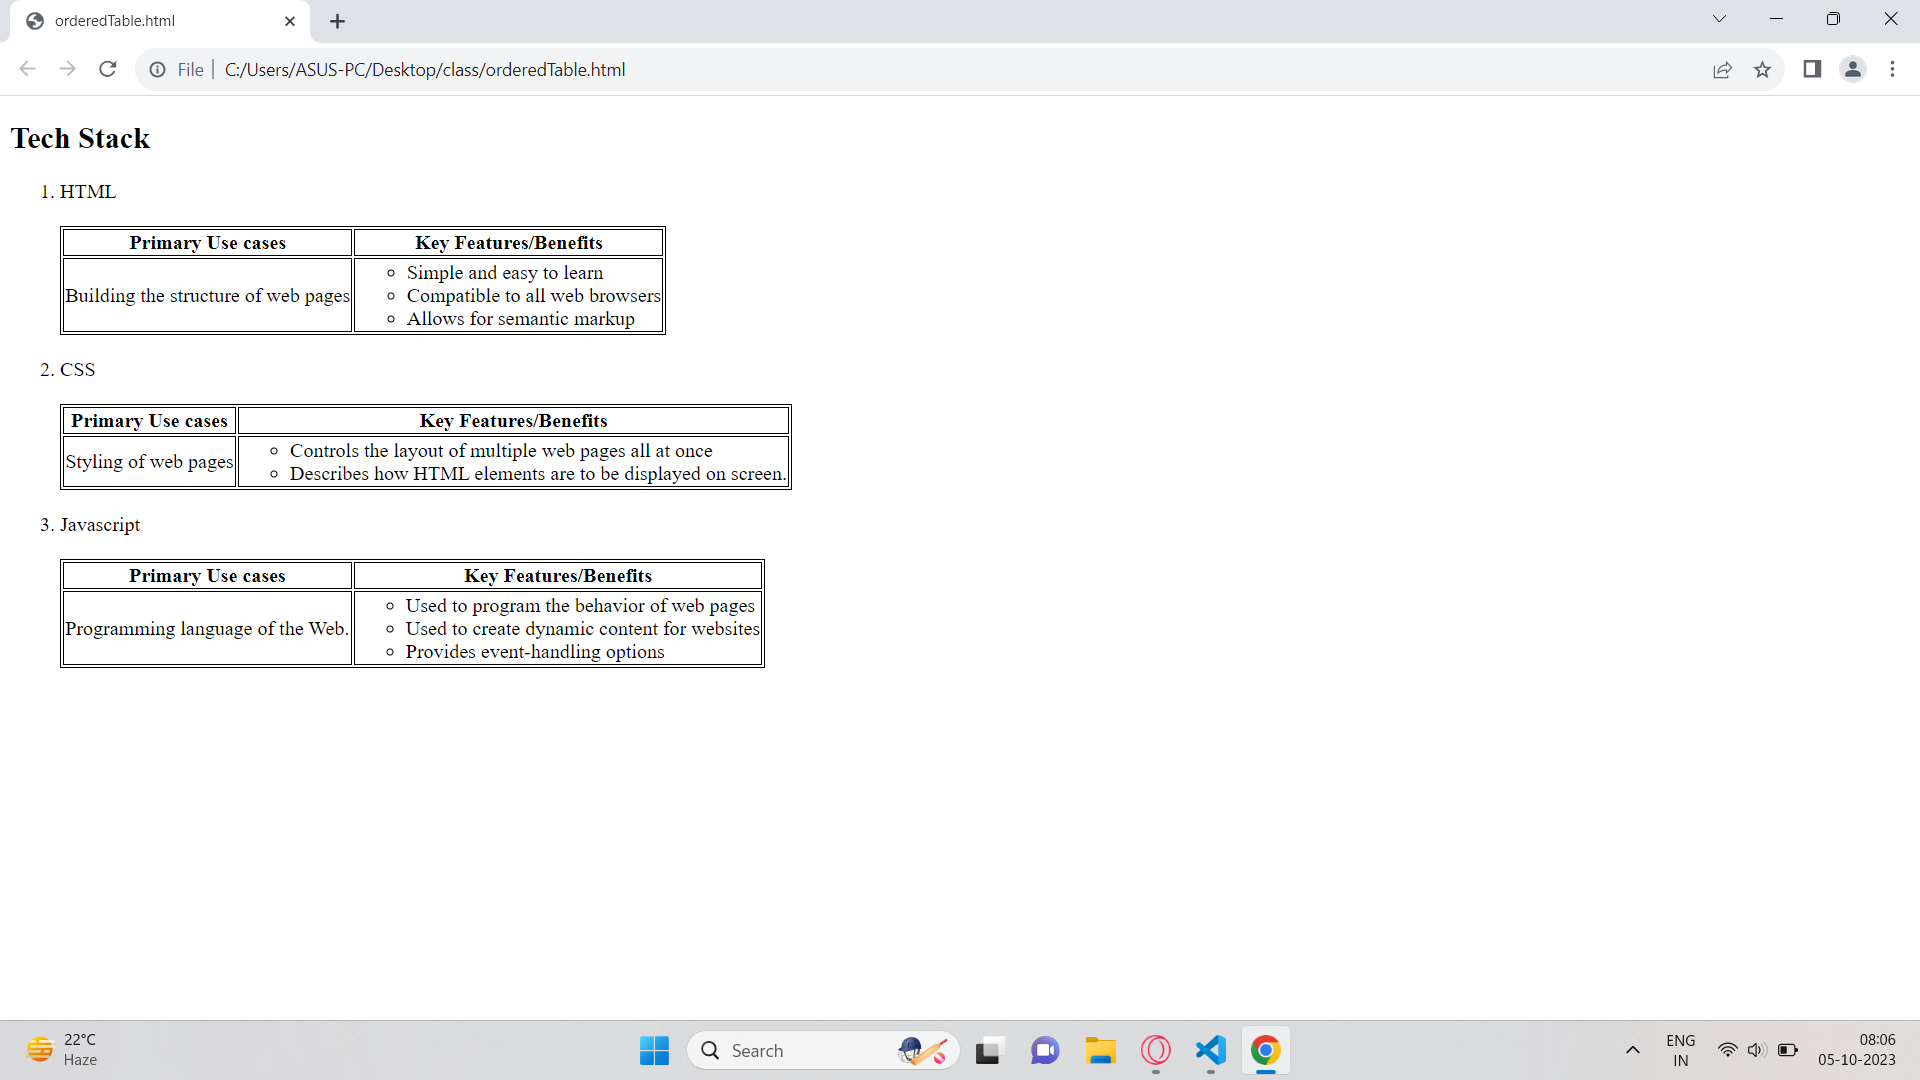 orderedTable.html
File | C:/Users/ASUS-PC/Desktop/class/orderedTable.html
Tech Stack
1. HTML
Primary Use cases Key Features/Benefits
Building the structure of web pages
Simple and easy to learn
Compatible to all web browsers
Allows for semantic markup
2. CSS
Primary Use cases Key Features/Benefits
Styling of web pages
Controls the layout of multiple web pages all at once
Describes how HTML elements are to be displayed on screen.
3. Javascript
Primary Use cases Key Features/Benefits
Programming language of the Web.
Used to program the behavior of web pages
Used to create dynamic content for websites
Provides event-handling options
22°C
Haze
Search
ENG
IN
08:06
05-10-2023